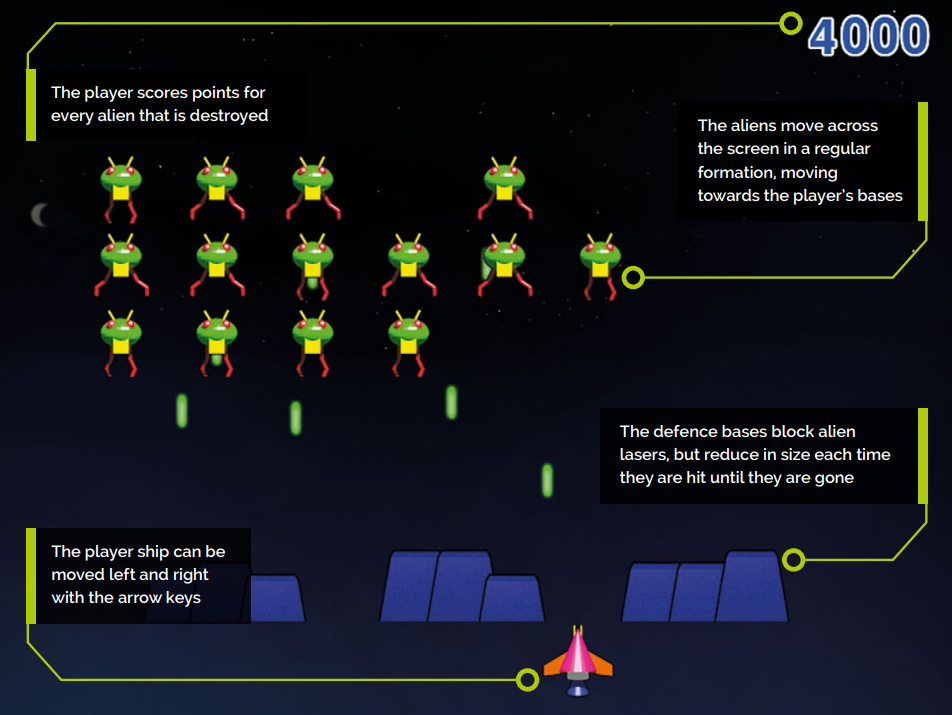 4000
The player scores points for
every alien that is destroyed
The aliens move across
the screen in a regular
formation, moving
towards the player's bases
The defence bases block alien
lasers, but reduce in size each time
they are hit until they are gone
The player ship can be
moved left and right
with the arrow keys